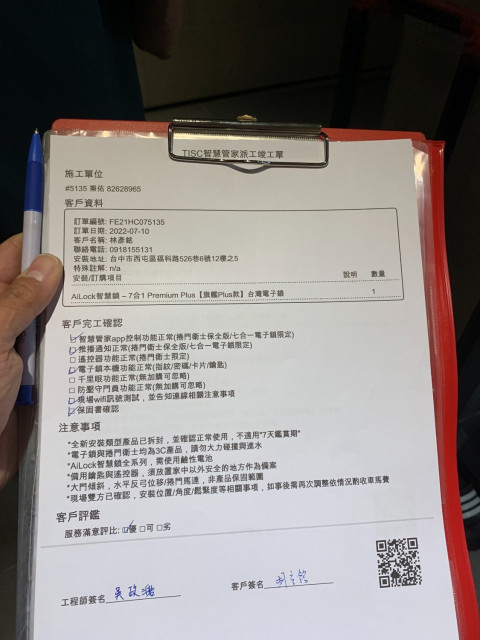 TISC智慧管家派工竣工單
施工單位
#5135 秉佑 82628965
客戶資料
訂單編號: FE21HC075135
訂單日期: 2022-07-10
客戶名稱: 林彥銘
聯絡電話: 0918155131
安裝地址: 台中市西屯區福科路526巷6號12樓之5
特殊註解: n/a
安裝/訂購項目 說明 數量
AiLock智慧鎖 – 7合1 Premium Plus【旗艦Plus款】台灣電子鎖 1
客戶完工確認
☑智慧管家app控制功能正常(捲門衛士保全版/七合一電子鎖限定)
☑推播通知正常(捲門衛士保全版/七合一電子鎖限定)
☐遙控器功能正常(捲門衛士限定)
☑電子鎖本機功能正常(指紋/密碼/卡片/鑰匙)
☐千里眼功能正常(無加購可忽略)
☐防聖守門員功能正常(無加購可忽略)
☑現場wifi訊號測試，並告知連線相關注意事項
☑保固書確認
注意事項
*全新安裝類型產品已拆封，並確認正常使用，不適用"7天鑑賞期"
*電子鎖與捲門衛士均為3C產品，請勿大力碰撞與進水
*AiLock智慧鎖全系列，需使用鹼性電池
*備用鑰匙與遙控器，須放置家中以外安全的地方作為備案
*大門傾斜，水平反弓位移/捲門馬達，非產品保固範圍
*現場雙方已確認，安裝位置/角度/鬆緊度等相關事項，如事後需再次調整依情況酌收車馬費
客戶評鑑
服務滿意評比: ☑優 ☐可 ☐劣
工程師簽名 吳政 客戶簽名